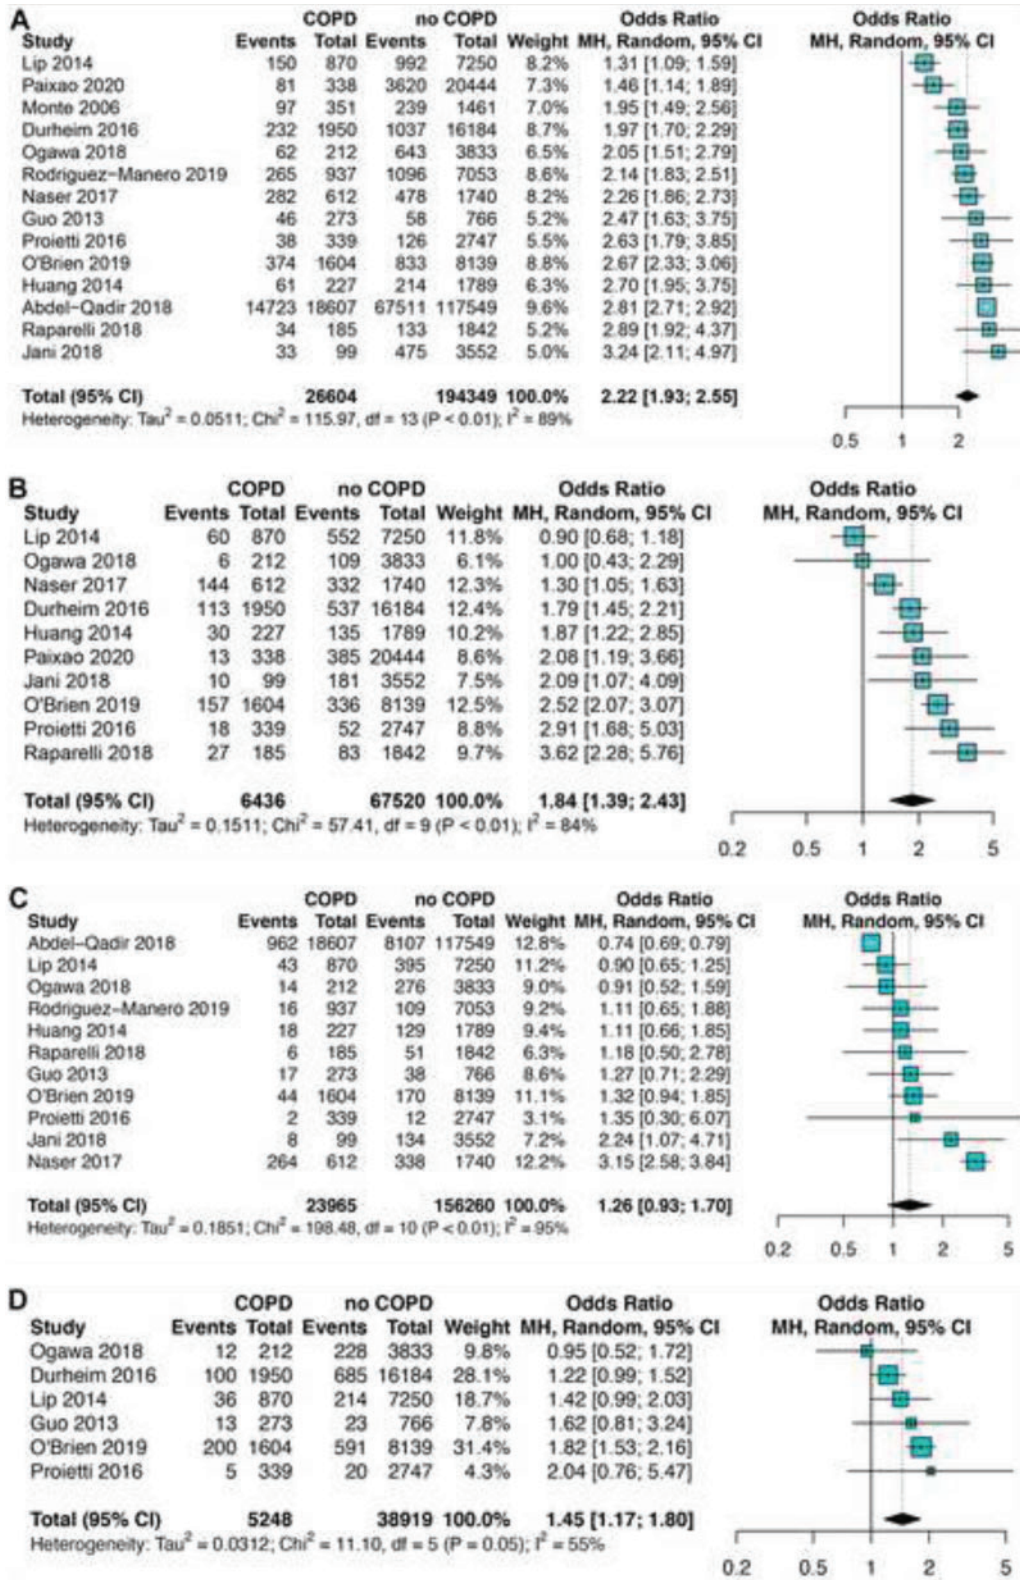 A
COPD no COPD Odds Ratio Odds Ratio
Study Events Total Events Total Weight MH, Random, 95% CI MH, Random, 95% CI
Lip 2014 150 870 992 7250 8.2% 1.31 [1.09; 1.59]
Paixao 2020 81 338 3620 20444 7.3% 1.46 [1.14; 1.89]
Monte 2006 97 351 239 1461 7.0% 1.95 [1.49; 2.56]
Durheim 2016 232 1950 1037 16184 8.7% 1.97 [1.70; 2.29]
Ogawa 2018 62 212 643 3833 6.5% 2.05 [1.51; 2.79]
Rodriguez-Manero 2019 265 937 1096 7053 8.6% 2.14 [1.83; 2.51]
Naser 2017 282 612 478 1740 8.2% 2.26 [1.86; 2.73]
Guo 2013 46 273 58 766 5.2% 2.47 [1.63; 3.75]
Proietti 2016 38 339 126 2747 5.5% 2.63 [1.79; 3.85]
O'Brien 2019 374 1604 833 8139 8.8% 2.67 [2.33; 3.06]
Huang 2014 61 227 214 1789 6.3% 2.70 [1.95; 3.75]
Abdel-Qadir 2018 14723 18607 67511 117549 9.6% 2.81 [2.71; 2.92]
Raparelli 2018 34 185 133 1842 5.2% 2.89 [1.92; 4.37]
Jani 2018 33 99 475 3552 5.0% 3.24 [2.11; 4.97]
Total (95% CI) 26604 194349 100.0% 2.22 [1.93; 2.55]
Heterogeneity: Tau² = 0.0511; Chi² = 115.97, df = 13 (P < 0.01); I² = 89%
0.5 1 2
B
COPD no COPD Odds Ratio Odds Ratio
Study Events Total Events Total Weight MH, Random, 95% CI MH, Random, 95% CI
Lip 2014 60 870 552 7250 11.8% 0.90 [0.68; 1.18]
Ogawa 2018 6 212 109 3833 6.1% 1.00 [0.43; 2.29]
Naser 2017 144 612 332 1740 12.3% 1.30 [1.05; 1.63]
Durheim 2016 113 1950 537 16184 12.4% 1.79 [1.45; 2.21]
Huang 2014 30 227 135 1789 10.2% 1.87 [1.22; 2.85]
Paixao 2020 13 338 385 20444 8.6% 2.08 [1.19; 3.66]
Jani 2018 10 99 181 3552 7.5% 2.09 [1.07; 4.09]
O'Brien 2019 157 1604 336 8139 12.5% 2.52 [2.07; 3.07]
Proietti 2016 18 339 52 2747 8.8% 2.91 [1.68; 5.03]
Raparelli 2018 27 185 83 1842 9.7% 3.62 [2.28; 5.76]
Total (95% CI) 6436 67520 100.0% 1.84 [1.39; 2.43]
Heterogeneity: Tau² = 0.1511; Chi² = 57.41, df = 9 (P < 0.01); I² = 84%
0.2 0.5 1 2 5
C
COPD no COPD Odds Ratio Odds Ratio
Study Events Total Events Total Weight MH, Random, 95% CI MH, Random, 95% CI
Abdel-Qadir 2018 962 18607 8107 117549 12.8% 0.74 [0.69; 0.79]
Lip 2014 43 870 395 7250 11.2% 0.90 [0.65; 1.25]
Ogawa 2018 14 212 276 3833 9.0% 0.91 [0.52; 1.59]
Rodriguez-Manero 2019 16 937 109 7053 9.2% 1.11 [0.65; 1.88]
Huang 2014 18 227 129 1789 9.4% 1.11 [0.66; 1.85]
Raparelli 2018 6 185 51 1842 6.3% 1.18 [0.50; 2.78]
Guo 2013 17 273 38 766 8.6% 1.27 [0.71; 2.29]
O'Brien 2019 44 1604 170 8139 11.1% 1.32 [0.94; 1.85]
Proietti 2016 2 339 12 2747 3.1% 1.35 [0.30; 6.07]
Jani 2018 8 99 134 3552 7.2% 2.24 [1.07; 4.71]
Naser 2017 264 612 338 1740 12.2% 3.15 [2.58; 3.84]
Total (95% CI) 23965 156260 100.0% 1.26 [0.93; 1.70]
Heterogeneity: Tau² = 0.1851; Chi² = 198.48, df = 10 (P < 0.01); I² = 95%
0.2 0.5 1 2 5
D
COPD no COPD Odds Ratio Odds Ratio
Study Events Total Events Total Weight MH, Random, 95% CI MH, Random, 95% CI
Ogawa 2018 12 212 228 3833 9.8% 0.95 [0.52; 1.72]
Durheim 2016 100 1950 685 16184 28.1% 1.22 [0.99; 1.52]
Lip 2014 36 870 214 7250 18.7% 1.42 [0.99; 2.03]
Guo 2013 13 273 23 766 7.8% 1.62 [0.81; 3.24]
O'Brien 2019 200 1604 591 8139 31.4% 1.82 [1.53; 2.16]
Proietti 2016 5 339 20 2747 4.3% 2.04 [0.76; 5.47]
Total (95% CI) 5248 38919 100.0% 1.45 [1.17; 1.80]
Heterogeneity: Tau² = 0.0312; Chi² = 11.10, df = 5 (P = 0.05); I² = 55%
0.2 0.5 1 2 5